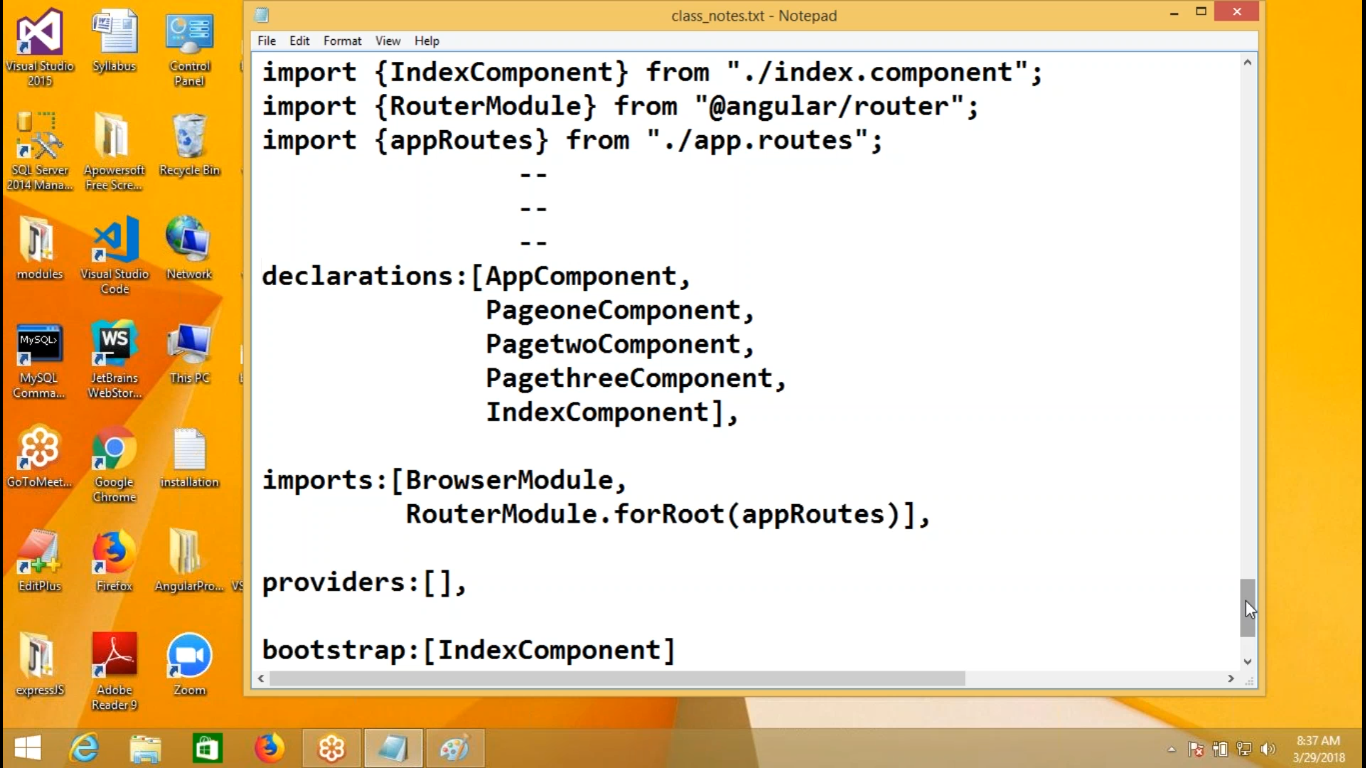 class_notes.txt - Notepad
File Edit Format View Help
import {IndexComponent} from "./index.component";
import {RouterModule} from "@angular/router";
import {appRoutes} from "./app.routes";
--
--
--
declarations:[AppComponent,
PageoneComponent,
PagetwoComponent,
PagethreeComponent,
IndexComponent],
imports:[BrowserModule,
RouterModule.forRoot(appRoutes)],
providers:[],
bootstrap:[IndexComponent]
Visual Studio
2015
Syllabus
Control
Panel
SQL Server
2014 Mana...
Apowersoft
Free Scre...
Recycle Bin
modules
Visual Studio
Code
Network
MySQL>
MySQL
Comma...
WS
JetBrains
WebStor...
This PC
GoToMeet...
Google
Chrome
installation
EditPlus
Firefox
AngularPro...
VS
expressJS
Adobe
Reader 9
Zoom
8:37 AM
3/29/2018